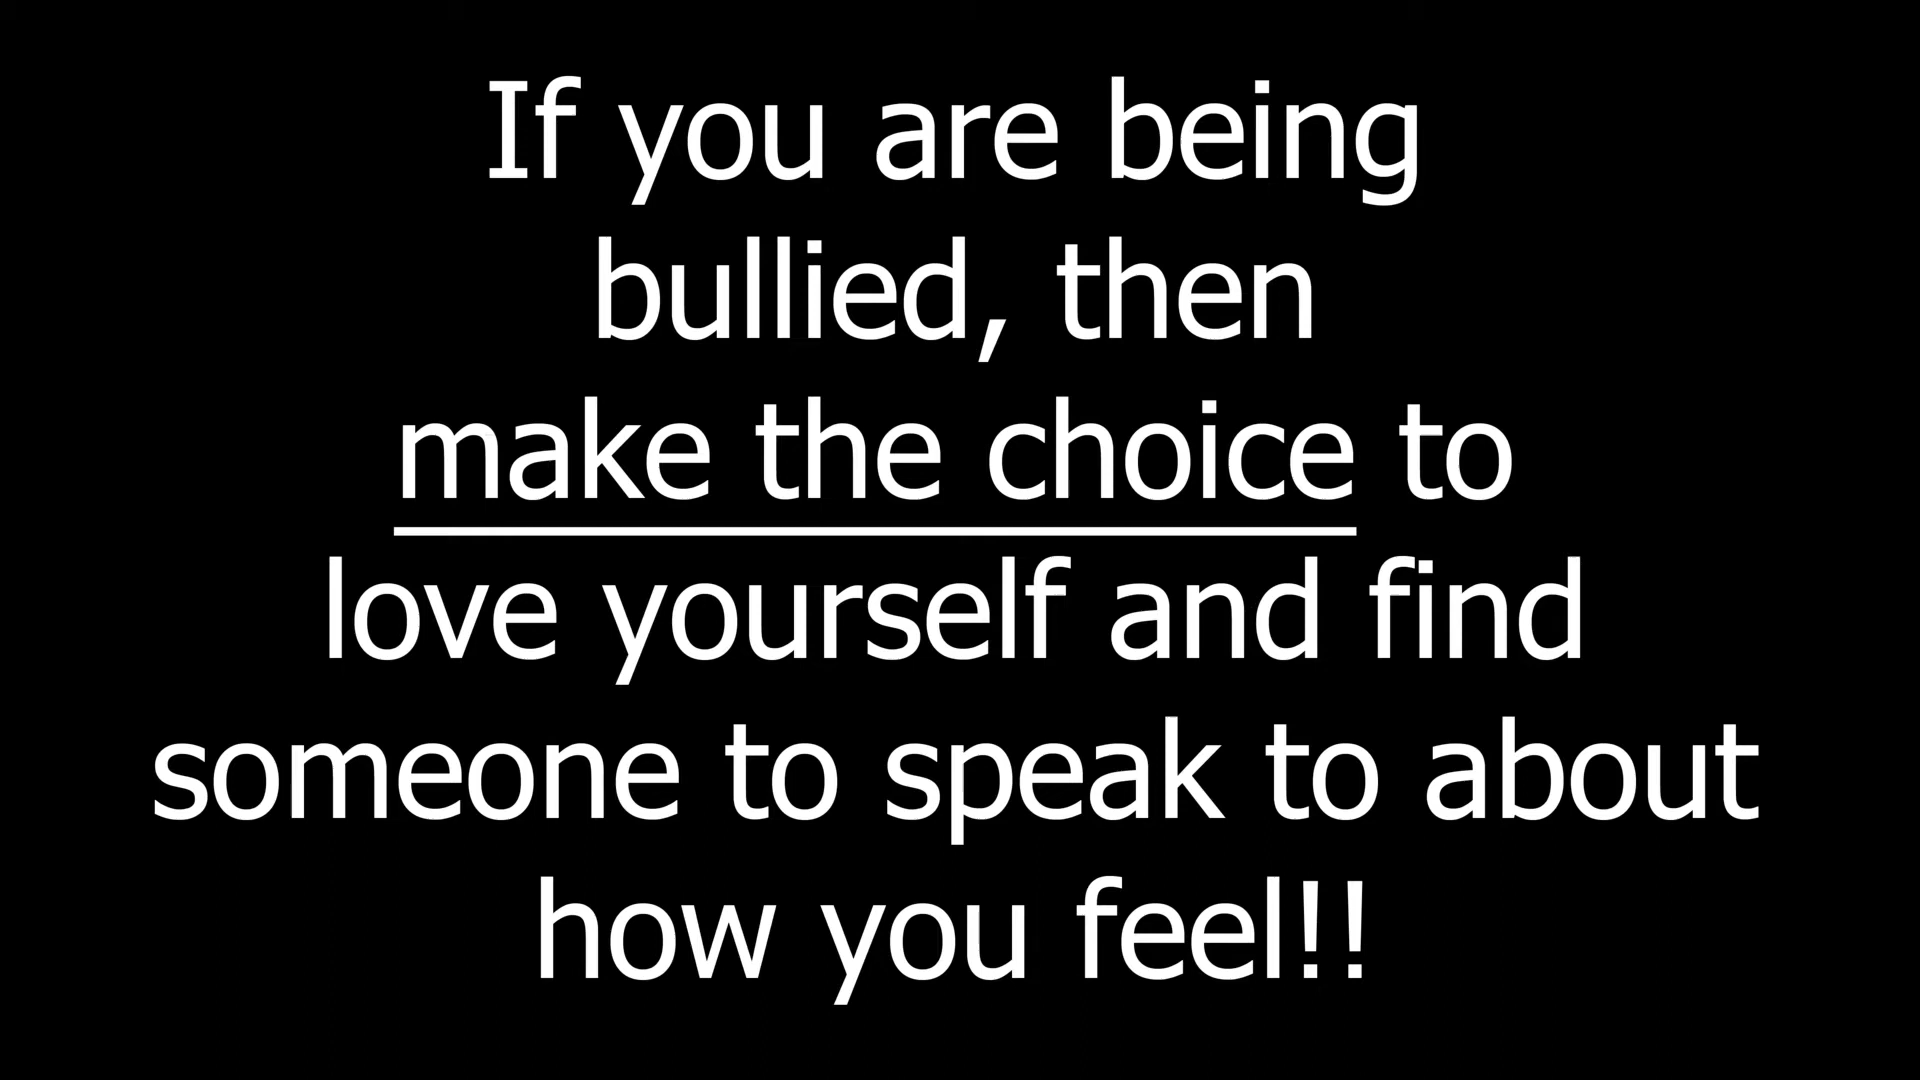 If you are being
bullied, then
make the choice to
love yourself and find
someone to speak to about
how you feel!!